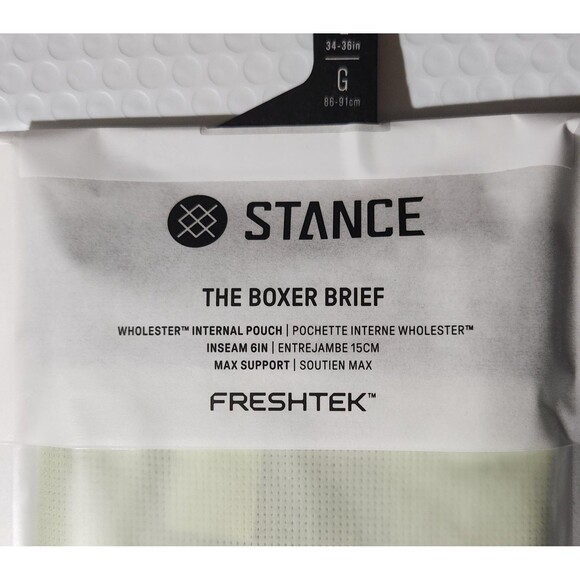 34-36in
G
86-91cm
STANCE
THE BOXER BRIEF
WHOLESTER™ INTERNAL POUCH | POCHETTE INTERNE WHOLESTER™
INSEAM 6IN | ENTREJAMBE 15CM
MAX SUPPORT | SOUTIEN MAX
FRESHTEK™